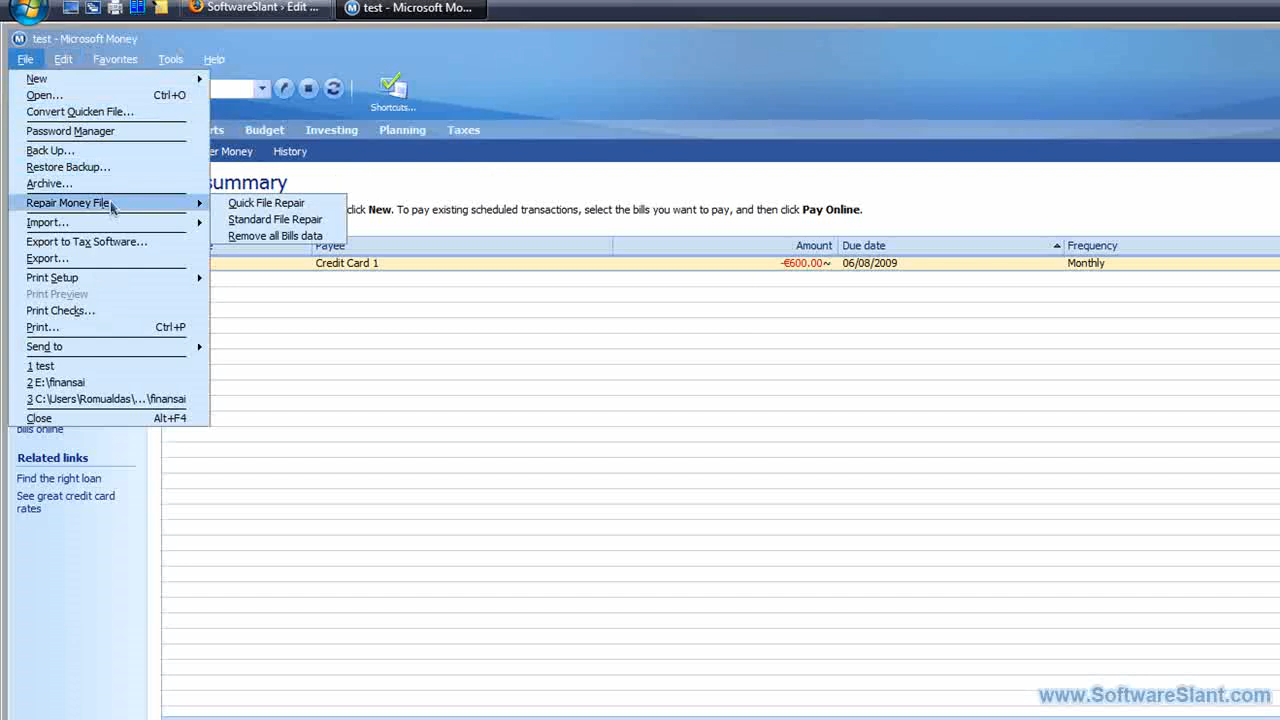 SoftwareSlant › Edit ...
test - Microsoft Mo...
test - Microsoft Money
File Edit Favorites Tools Help
New
Open... Ctrl+O
Convert Quicken File...
Password Manager
Back Up...
Restore Backup...
Archive...
Repair Money File
Import...
Export to Tax Software...
Export...
Print Setup
Print Preview
Print Checks...
Print... Ctrl+P
Send to
1 test
2 E:\finansai
3 C:\Users\Romualdas\...\finansai
Close Alt+F4
Quick File Repair
Standard File Repair
Remove all Bills data
Shortcuts...
Budget Investing Planning Taxes
Money History
summary
click New. To pay existing scheduled transactions, select the bills you want to pay, and then click Pay Online.
Payee Amount Due date Frequency
Credit Card 1 -€600.00~ 06/08/2009 Monthly
bills online
Related links
Find the right loan
See great credit card
rates
www.SoftwareSlant.com